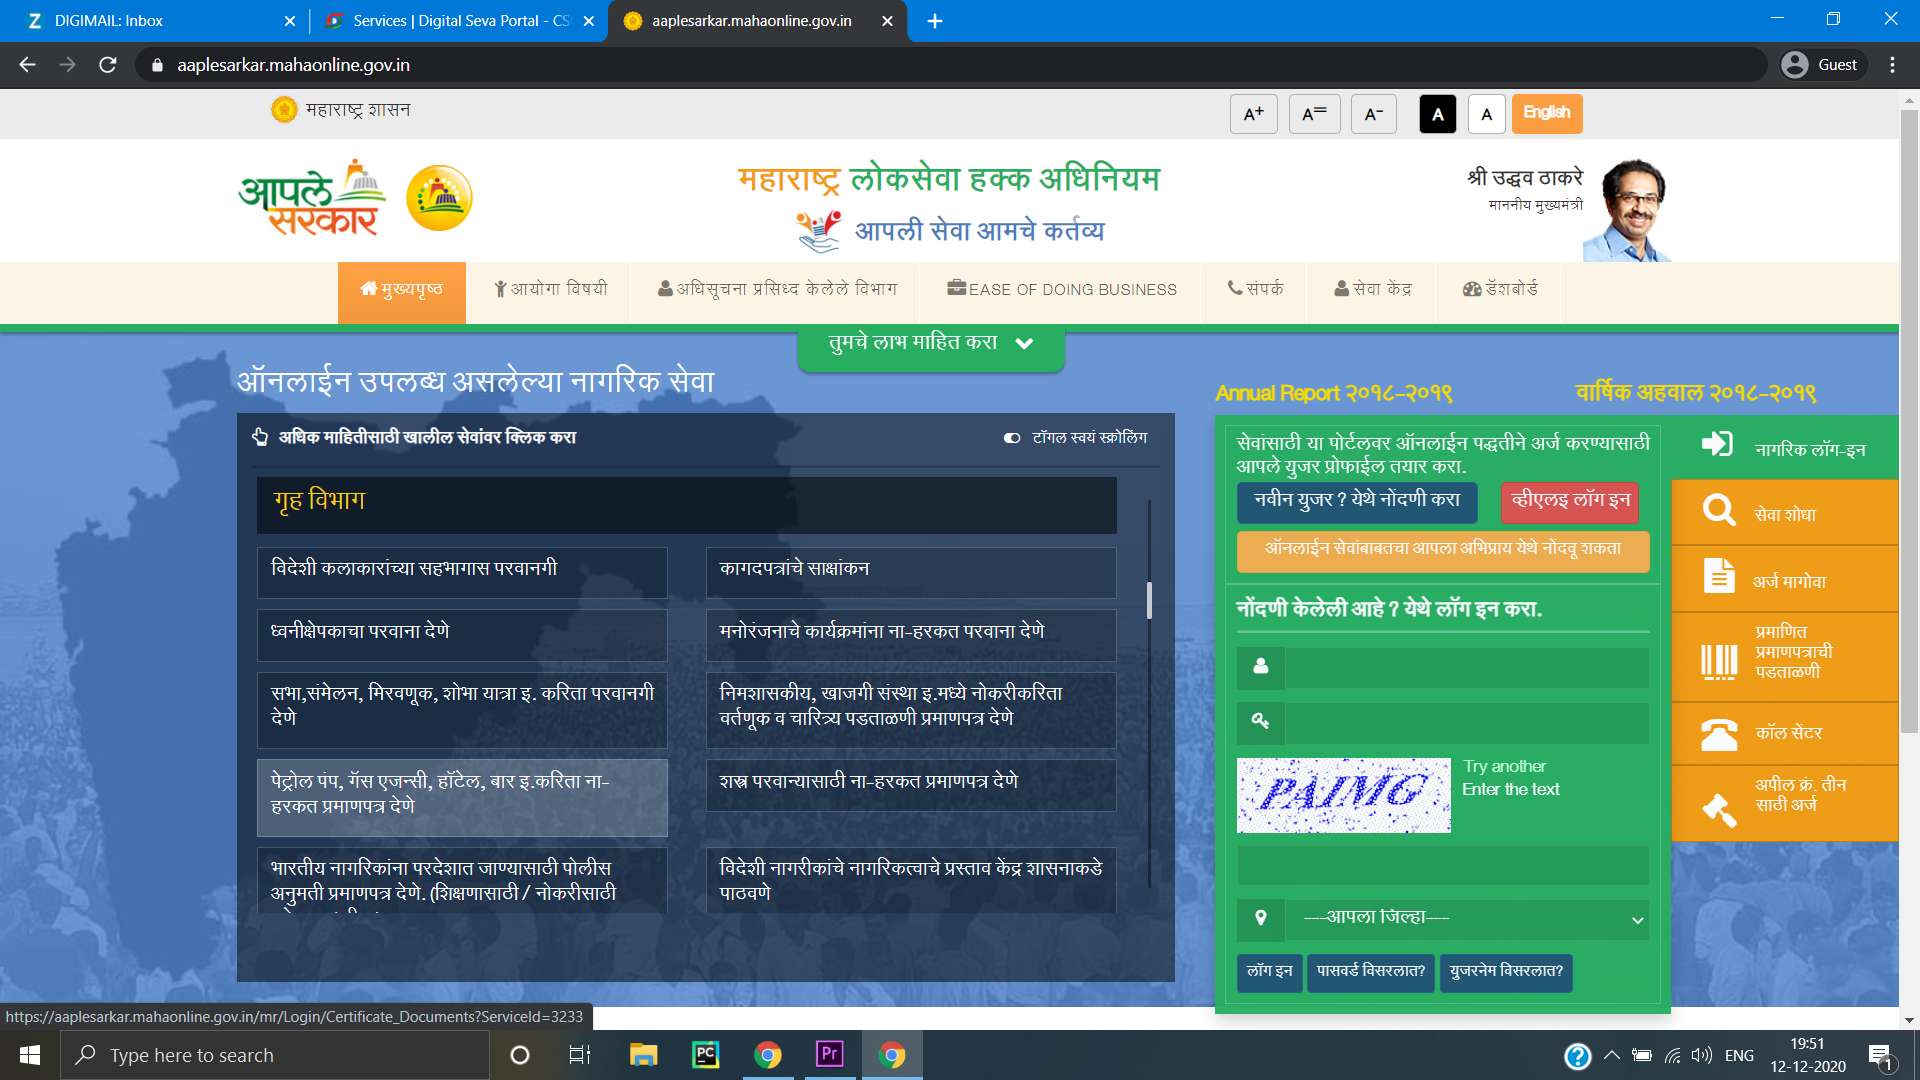 DIGIMAIL: Inbox
Services | Digital Seva Portal - CS
aaplesarkar.mahaonline.gov.in
aaplesarkar.mahaonline.gov.in
Guest
महाराष्ट्र शासन
A+
A=
A-
A
A
English
आपले सरकार
महाराष्ट्र लोकसेवा हक्क अधिनियम
आपली सेवा आमचे कर्तव्य
श्री उद्धव ठाकरे
माननीय मुख्यमंत्री
मुख्यपृष्ठ
आयोगा विषयी
अधिसूचना प्रसिध्द केलेले विभाग
EASE OF DOING BUSINESS
संपर्क
सेवा केंद्र
डॅशबोर्ड
तुमचे लाभ माहित करा
ऑनलाईन उपलब्ध असलेल्या नागरिक सेवा
Annual Report २०१८-२०१९
वार्षिक अहवाल २०१८-२०१९
अधिक माहितीसाठी खालील सेवांवर क्लिक करा
टॉगल स्वयं स्क्रोलिंग
गृह विभाग
विदेशी कलाकारांच्या सहभागास परवानगी
कागदपत्रांचे साक्षांकन
ध्वनीक्षेपकाचा परवाना देणे
मनोरंजनाचे कार्यक्रमांना ना-हरकत परवाना देणे
सभा,संमेलन, मिरवणूक, शोभा यात्रा इ. करिता परवानगी
देणे
निमशासकीय, खाजगी संस्था इ.मध्ये नोकरीकरिता
वर्तणूक व चारित्र्य पडताळणी प्रमाणपत्र देणे
पेट्रोल पंप, गॅस एजन्सी, हॉटेल, बार इ.करिता ना-
हरकत प्रमाणपत्र देणे
शस्त्र परवान्यासाठी ना-हरकत प्रमाणपत्र देणे
भारतीय नागरिकांना परदेशात जाण्यासाठी पोलीस
अनुमती प्रमाणपत्र देणे. (शिक्षणासाठी / नोकरीसाठी
विदेशी नागरीकांचे नागरिकत्वाचे प्रस्ताव केंद्र शासनाकडे
पाठवणे
सेवांसाठी या पोर्टलवर ऑनलाईन पद्धतीने अर्ज करण्यासाठी
आपले युजर प्रोफाईल तयार करा.
नवीन युजर ? येथे नोंदणी करा
व्हीएलइ लॉग इन
ऑनलाईन सेवांबाबतचा आपला अभिप्राय येथे नोंदवू शकता
नोंदणी केलेली आहे ? येथे लॉग इन करा.
PAIMG
Try another
Enter the text
---आपला जिल्हा---
लॉग इन
पासवर्ड विसरलात?
युजरनेम विसरलात?
नागरिक लॉग-इन
सेवा शोधा
अर्ज मागोवा
प्रमाणित
प्रमाणपत्राची
पडताळणी
कॉल सेंटर
अपील क्रं. तीन
साठी अर्ज
https://aaplesarkar.mahaonline.gov.in/mr/Login/Certificate_Documents?ServiceId=3233
Type here to search
PC
Pr
ENG
19:51
12-12-2020
1